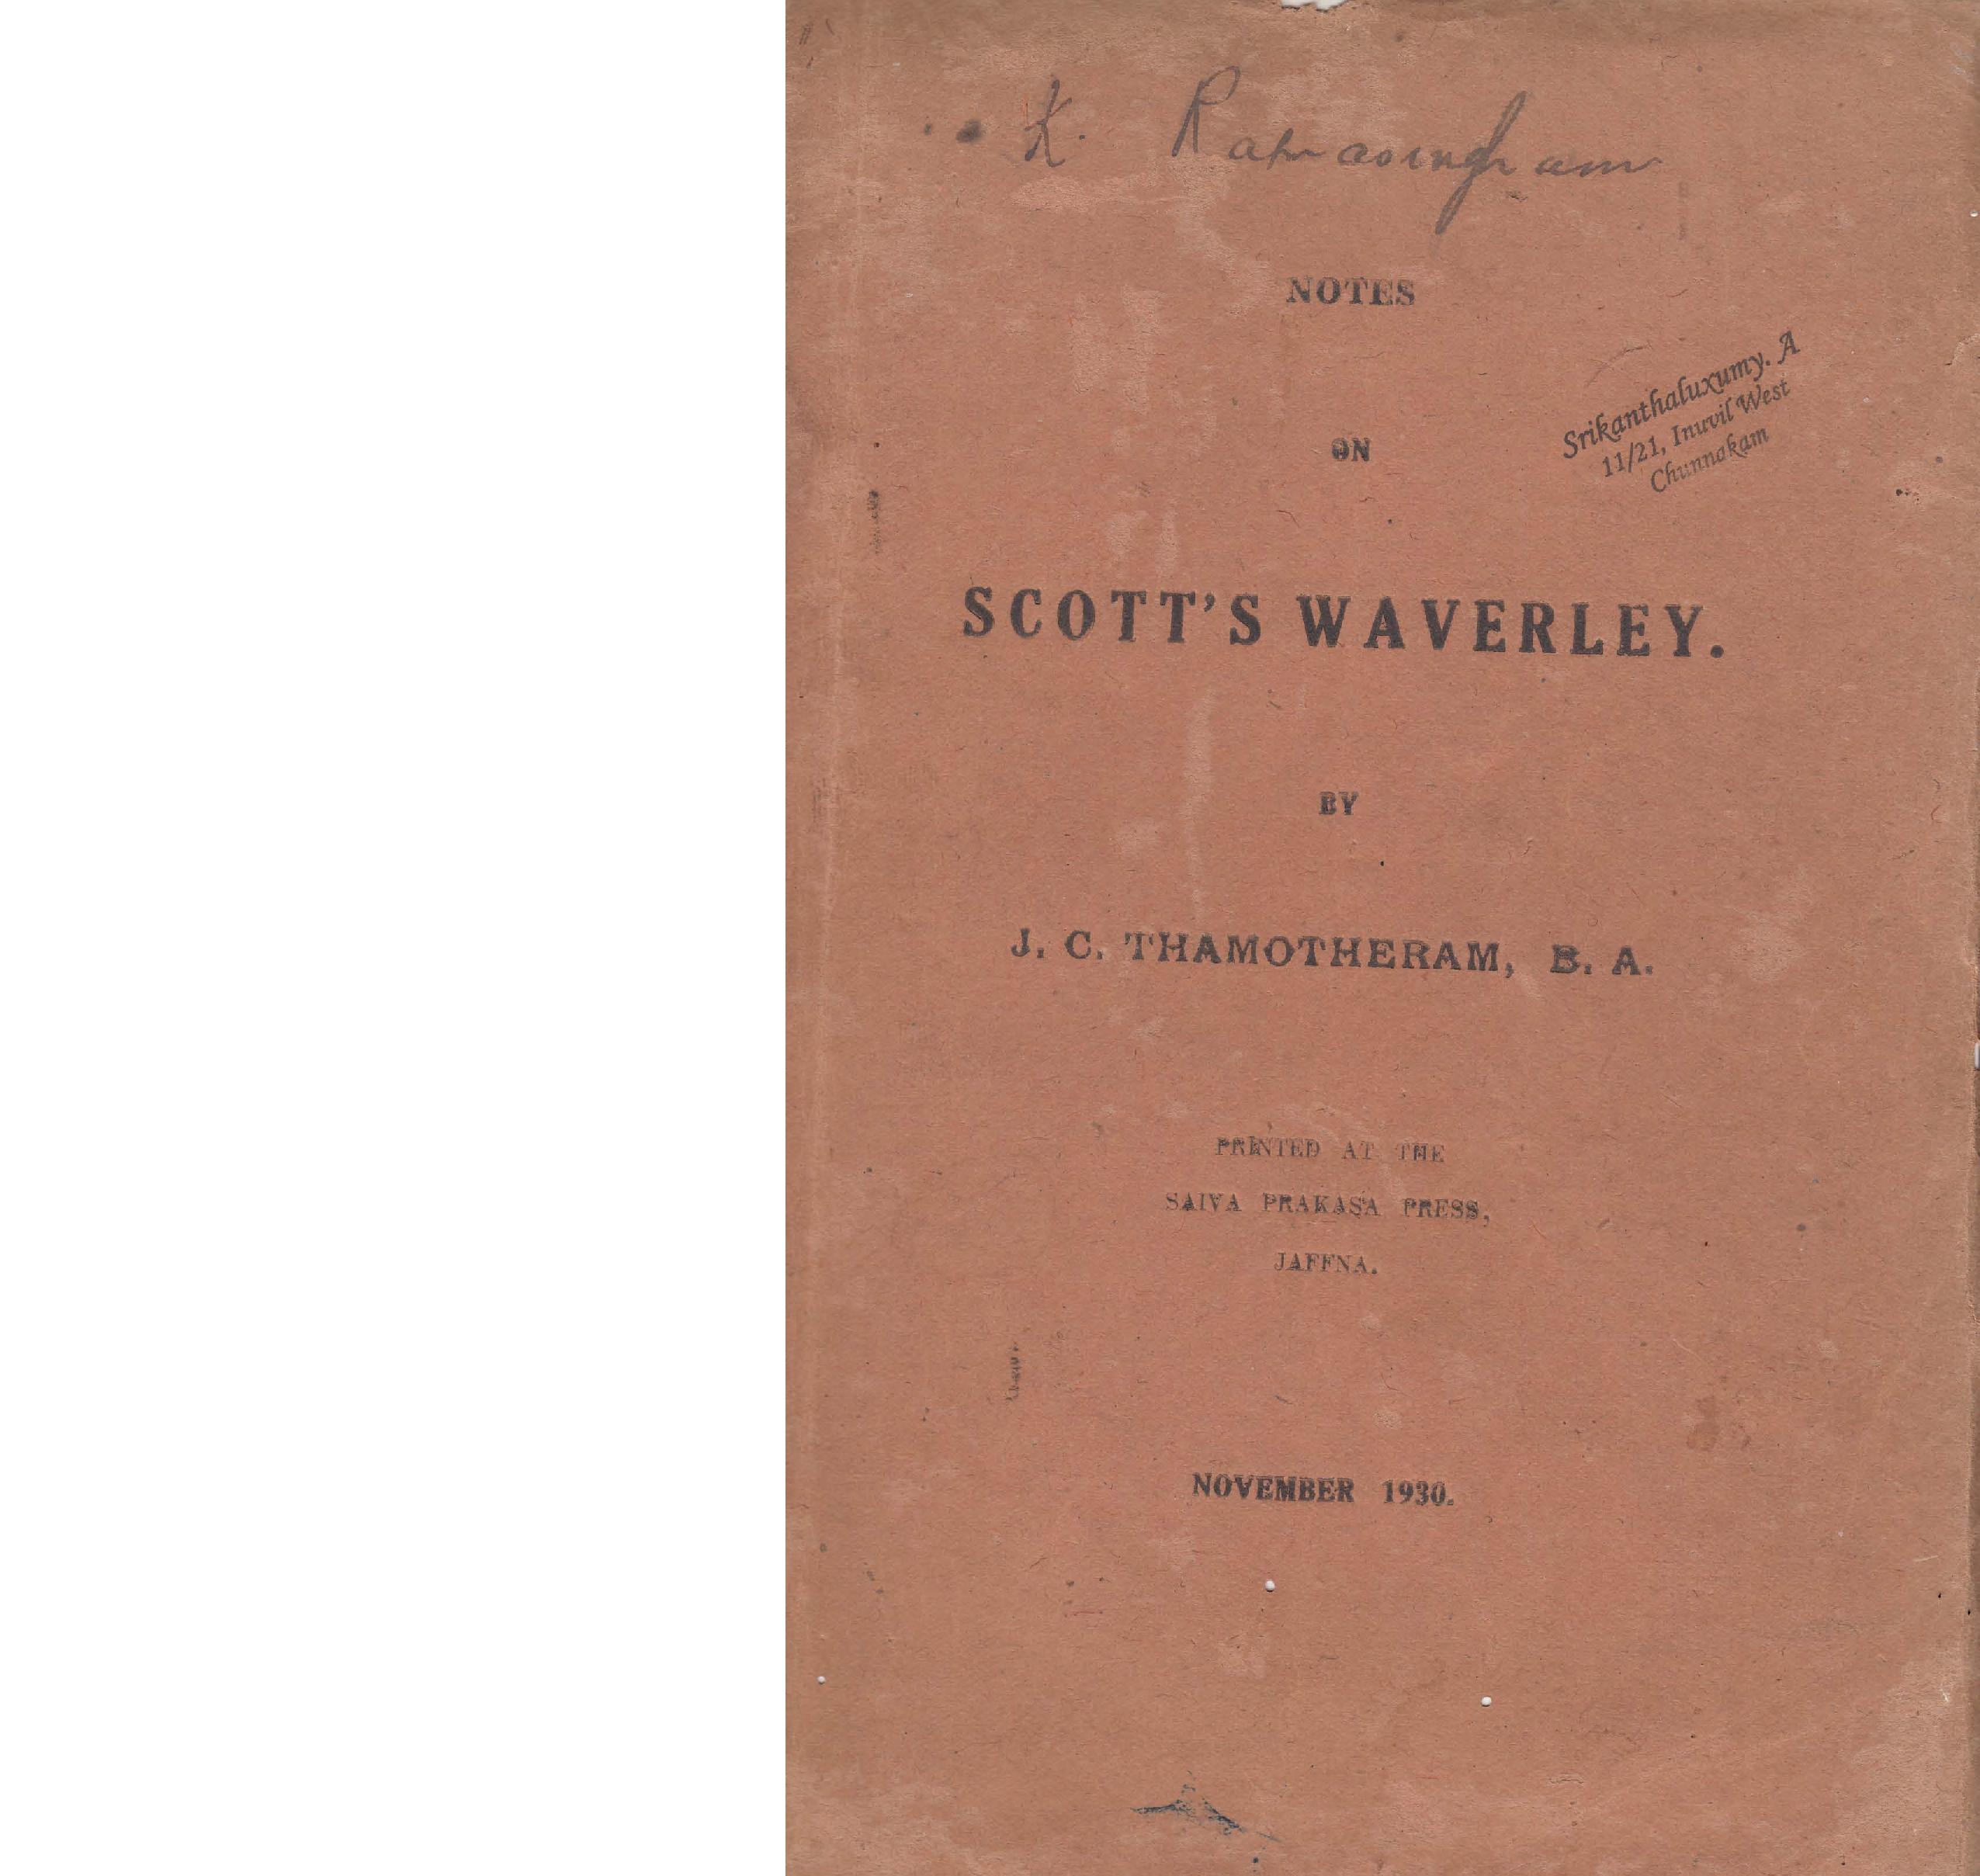 K. Ratnasingham
NOTES
ON
Srikanthaluxumy. A
11/21, Inuvil West
Chunnakam
SCOTT'S WAVERLEY.
BY
J. C. THAMOTHERAM, B. A.
PRINTED AT THE
SAIVA PRAKASA PRESS,
JAFFNA.
NOVEMBER 1930.